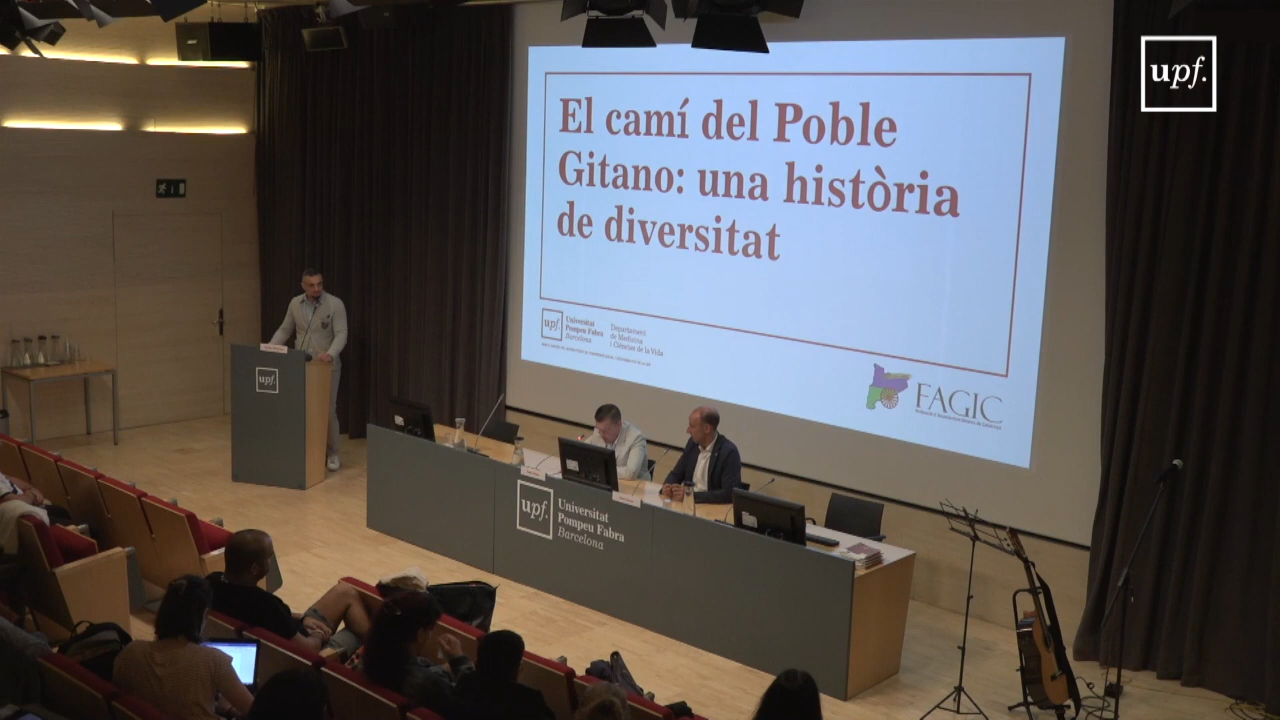 upf.
El camí del Poble
Gitano: una història
de diversitat
upf.
Universitat
Pompeu Fabra
Barcelona
Departament
de Medicina
i Ciències de la Vida
FAGIC
upf.
upf.
Universitat
Pompeu Fabra
Barcelona